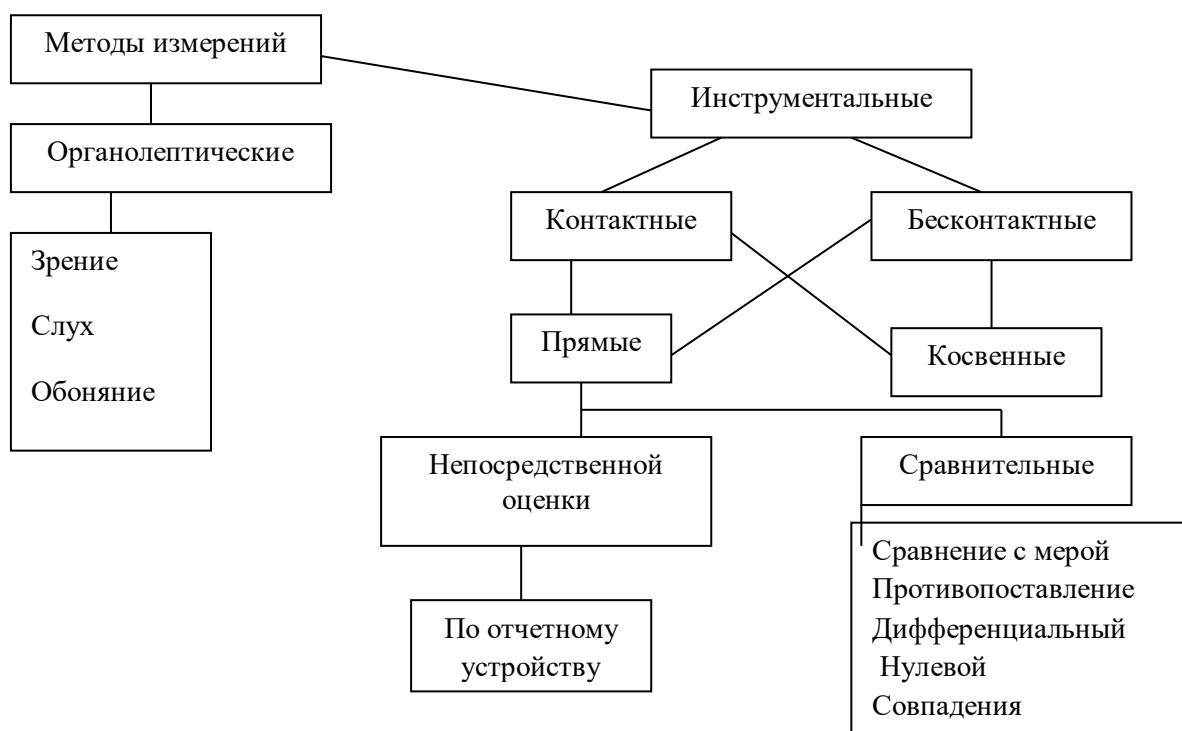 Методы измерений
Инструментальные
Органолептические
Контактные
Бесконтактные
Зрение
Слух
Обоняние
Прямые
Косвенные
Непосредственной
оценки
Сравнительные
По отчетному
устройству
Сравнение с мерой
Противопоставление
Дифференциальный
Нулевой
Совпадения